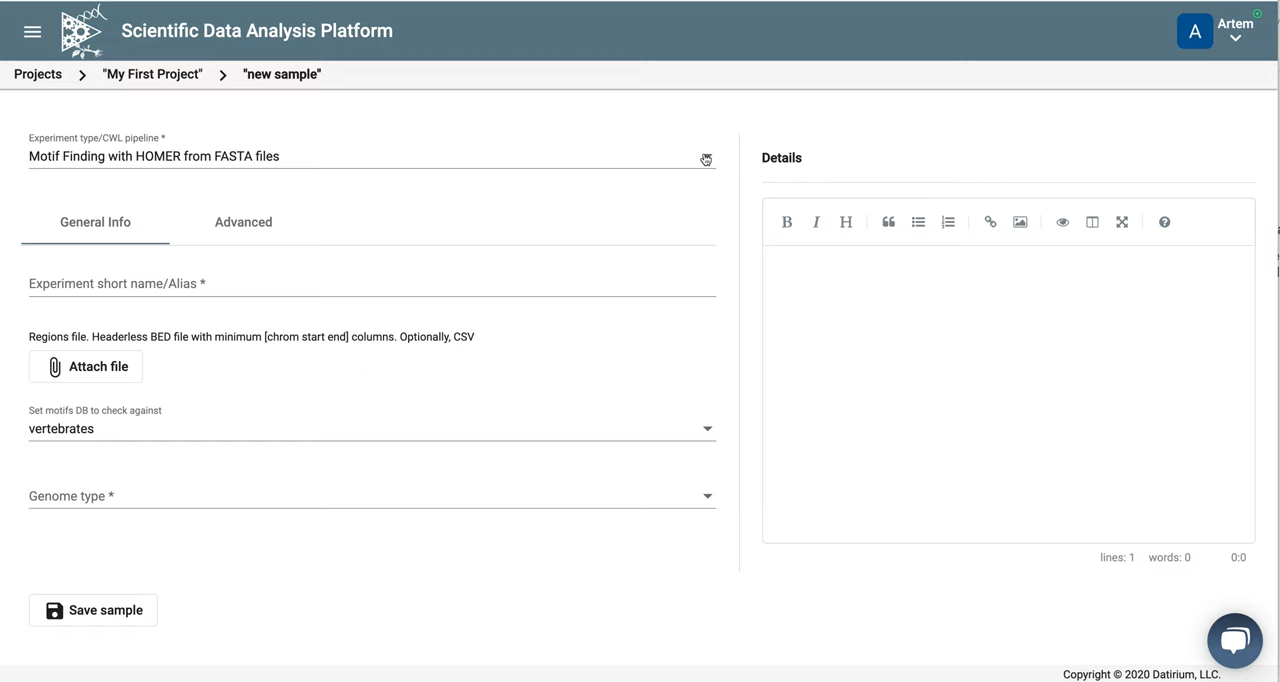 Scientific Data Analysis Platform
A
Artem
Projects
"My First Project"
"new sample"
Experiment type/CWL pipeline *
Motif Finding with HOMER from FASTA files
General Info
Advanced
Experiment short name/Alias *
Regions file. Headerless BED file with minimum [chrom start end] columns. Optionally, CSV
Attach file
Set motifs DB to check against
vertebrates
Genome type *
Save sample
Details
B I H
lines: 1 words: 0 0:0
Copyright © 2020 Datirium, LLC.